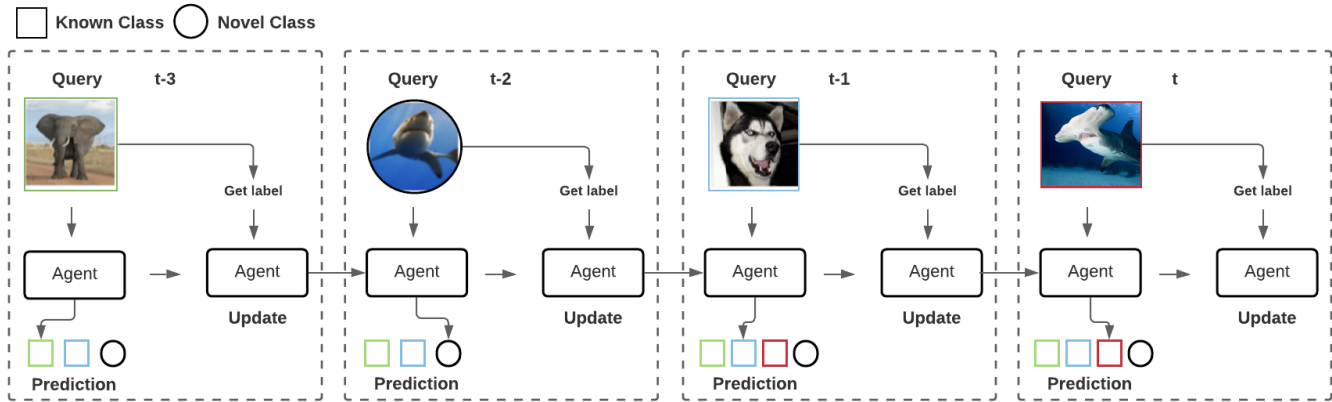 Known Class Novel Class
Query t-3 Query t-2 Query t-1 Query t
Get label Get label Get label Get label
Agent Agent Agent Agent Agent Agent Agent Agent
Update Update Update Update
Prediction Prediction Prediction Prediction